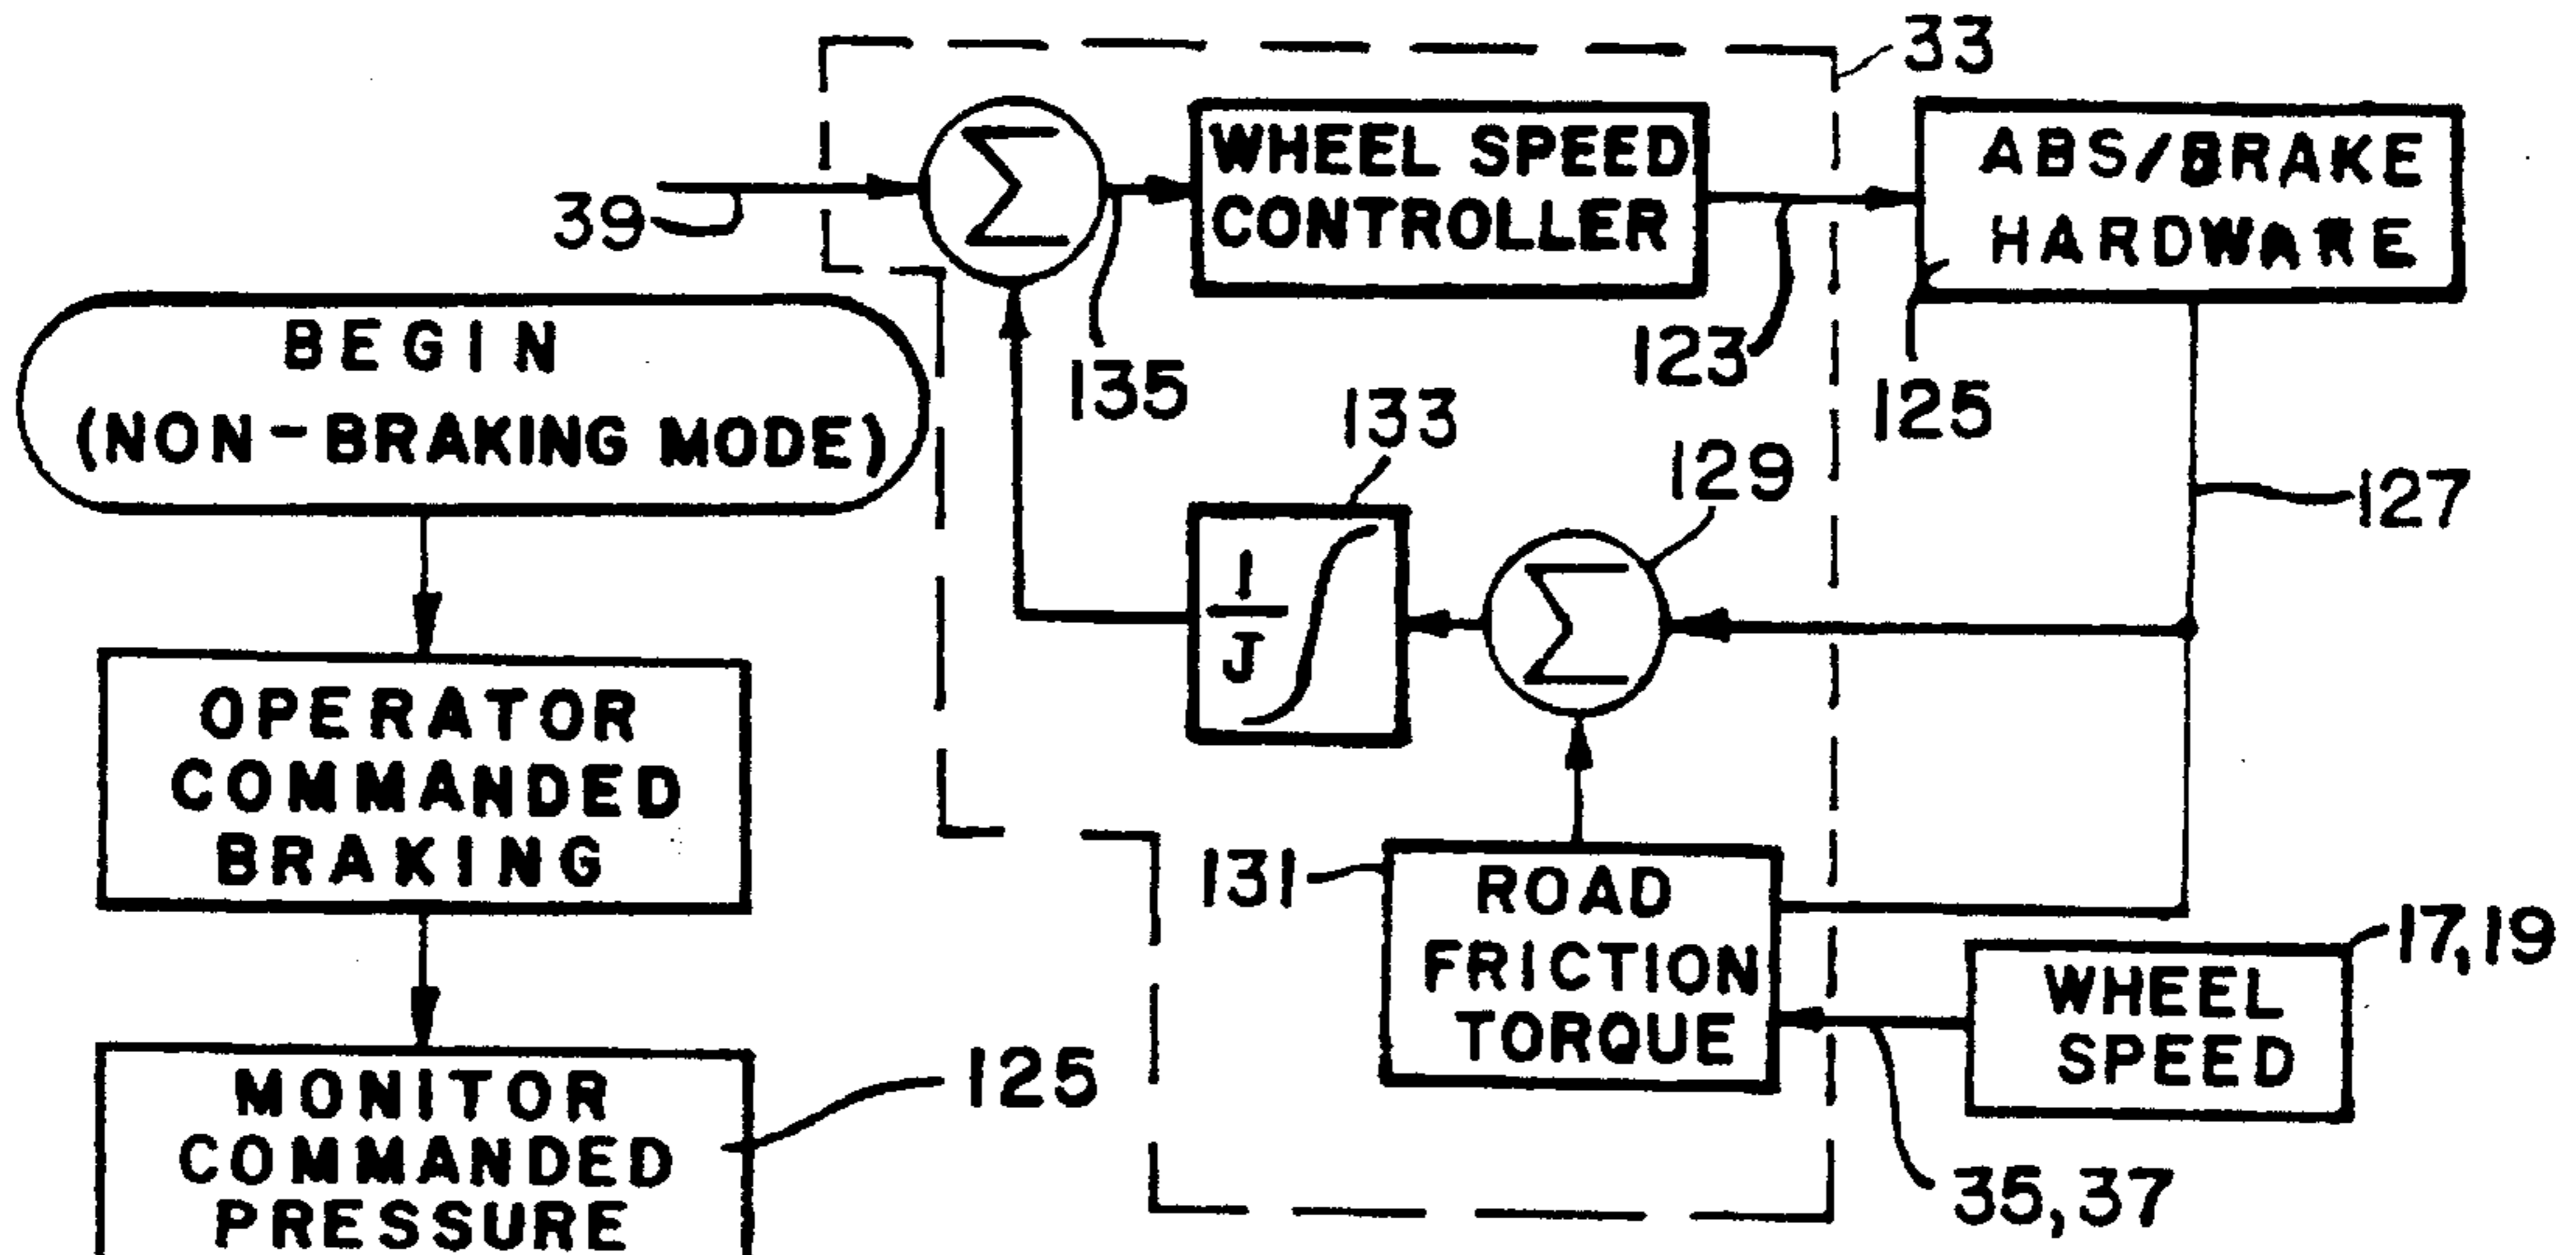 33
Σ
WHEEL SPEED
CONTROLLER
ABS/BRAKE
HARDWARE
39
135
123
125
BEGIN
(NON-BRAKING MODE)
133
129
127
1
J
Σ
OPERATOR
COMMANDED
BRAKING
131
ROAD
FRICTION
TORQUE
17,19
WHEEL
SPEED
35,37
MONITOR
COMMANDED
PRESSURE
125